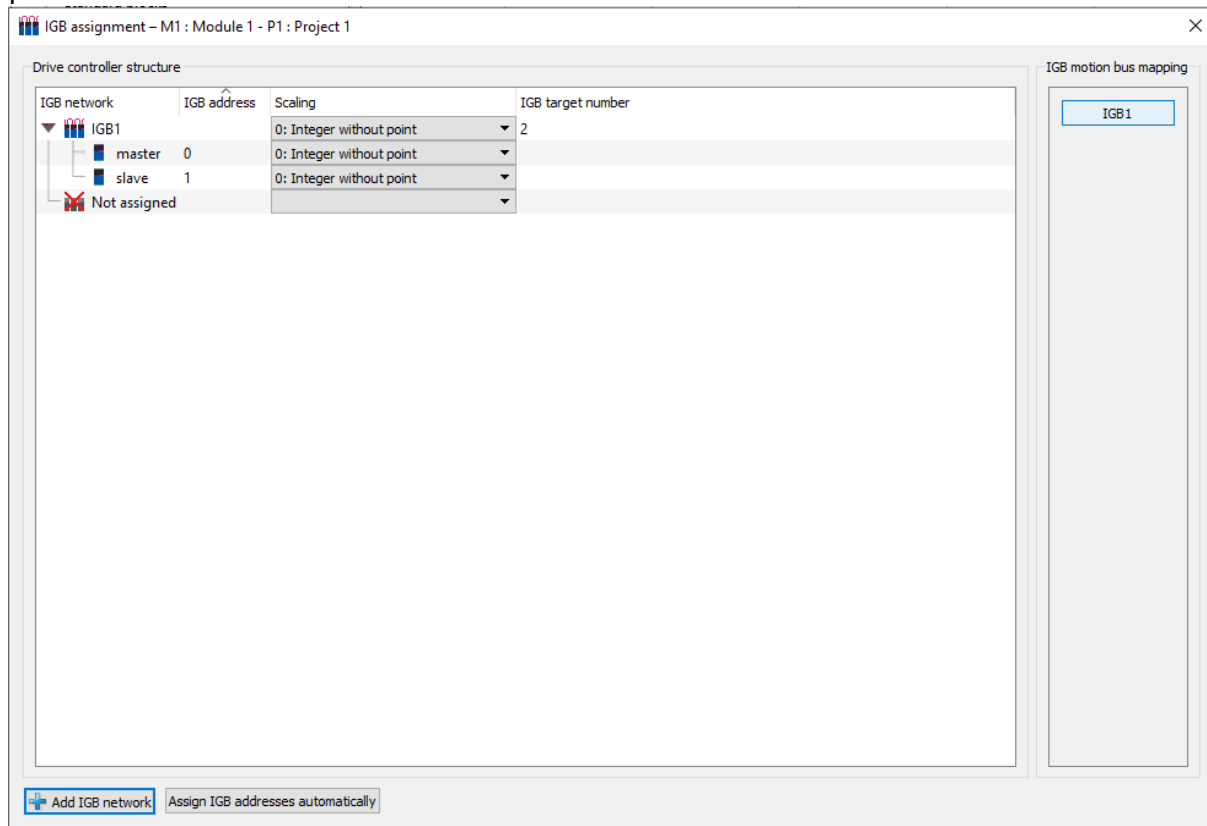 IGB assignment – M1 : Module 1 - P1 : Project 1
Drive controller structure
IGB motion bus mapping
IGB network IGB address Scaling IGB target number
IGB1 0: Integer without point 2
IGB1
master 0 0: Integer without point
slave 1 0: Integer without point
Not assigned
Add IGB network Assign IGB addresses automatically